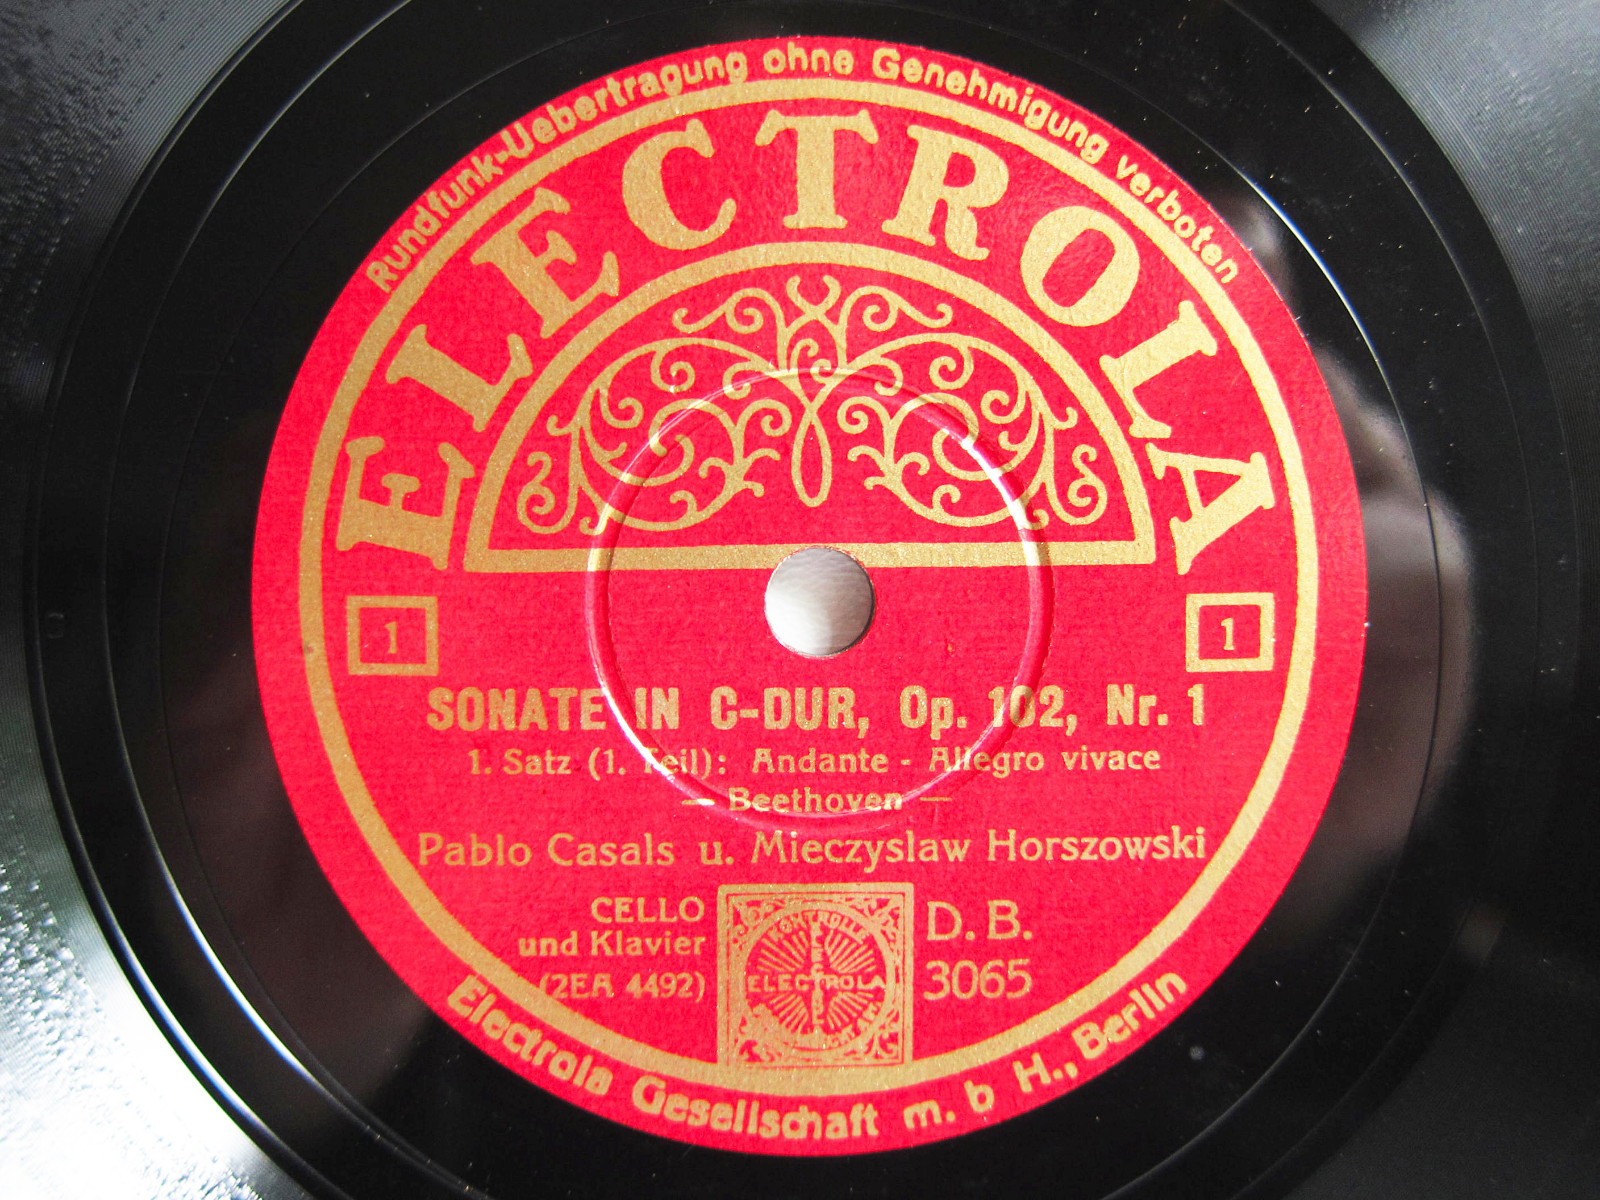 Rundfunk-Uebertragung ohne Genehmigung verboten
ELECTROLA
1
1
SONATE IN C-DUR, Op. 102, Nr. 1
1. Satz (1. Teil): Andante - Allegro vivace
— Beethoven —
Pablo Casals u. Mieczyslaw Horszowski
CELLO
und Klavier
(2EA 4492)
D. B.
3065
KONTROLLE
ELECTROLA
Electrola Gesellschaft m. b H., Berlin